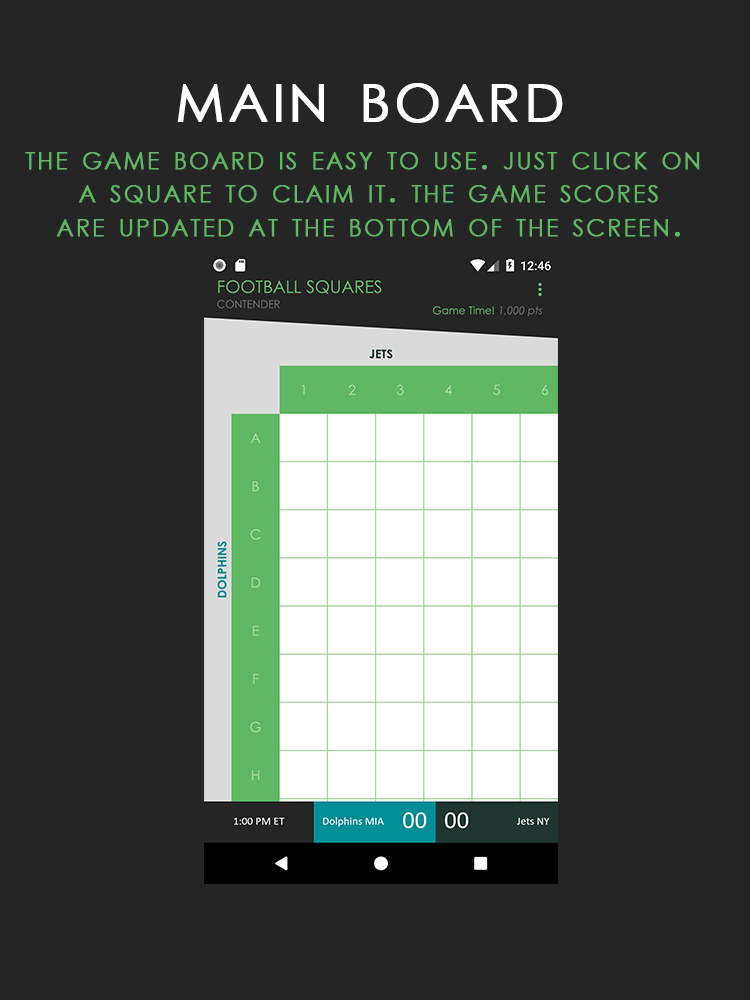 MAIN BOARD
THE GAME BOARD IS EASY TO USE. JUST CLICK ON
A SQUARE TO CLAIM IT. THE GAME SCORES
ARE UPDATED AT THE BOTTOM OF THE SCREEN.
12:46
FOOTBALL SQUARES
CONTENDER
Game Time! 1,000 pts
JETS
1 2 3 4 5 6
A
B
C
DOLPHINS
D
E
F
G
H
1:00 PM ET Dolphins MIA 00 00 Jets NY